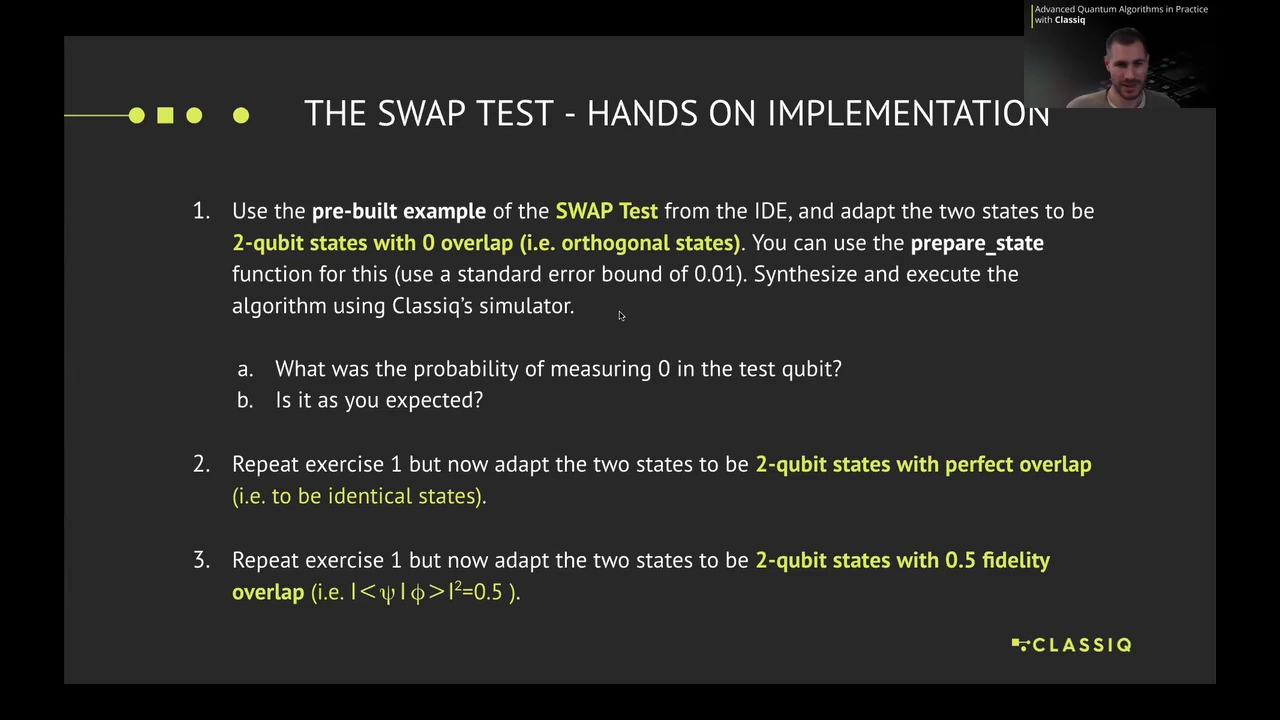 Advanced Quantum Algorithms in Practice
with Classiq
THE SWAP TEST - HANDS ON IMPLEMENTATION
1. Use the pre-built example of the SWAP Test from the IDE, and adapt the two states to be
2-qubit states with 0 overlap (i.e. orthogonal states). You can use the prepare_state
function for this (use a standard error bound of 0.01). Synthesize and execute the
algorithm using Classiq's simulator.
a. What was the probability of measuring 0 in the test qubit?
b. Is it as you expected?
2. Repeat exercise 1 but now adapt the two states to be 2-qubit states with perfect overlap
(i.e. to be identical states).
3. Repeat exercise 1 but now adapt the two states to be 2-qubit states with 0.5 fidelity
overlap (i.e. |<ψ|ϕ>|²=0.5 ).
CLASSIQ